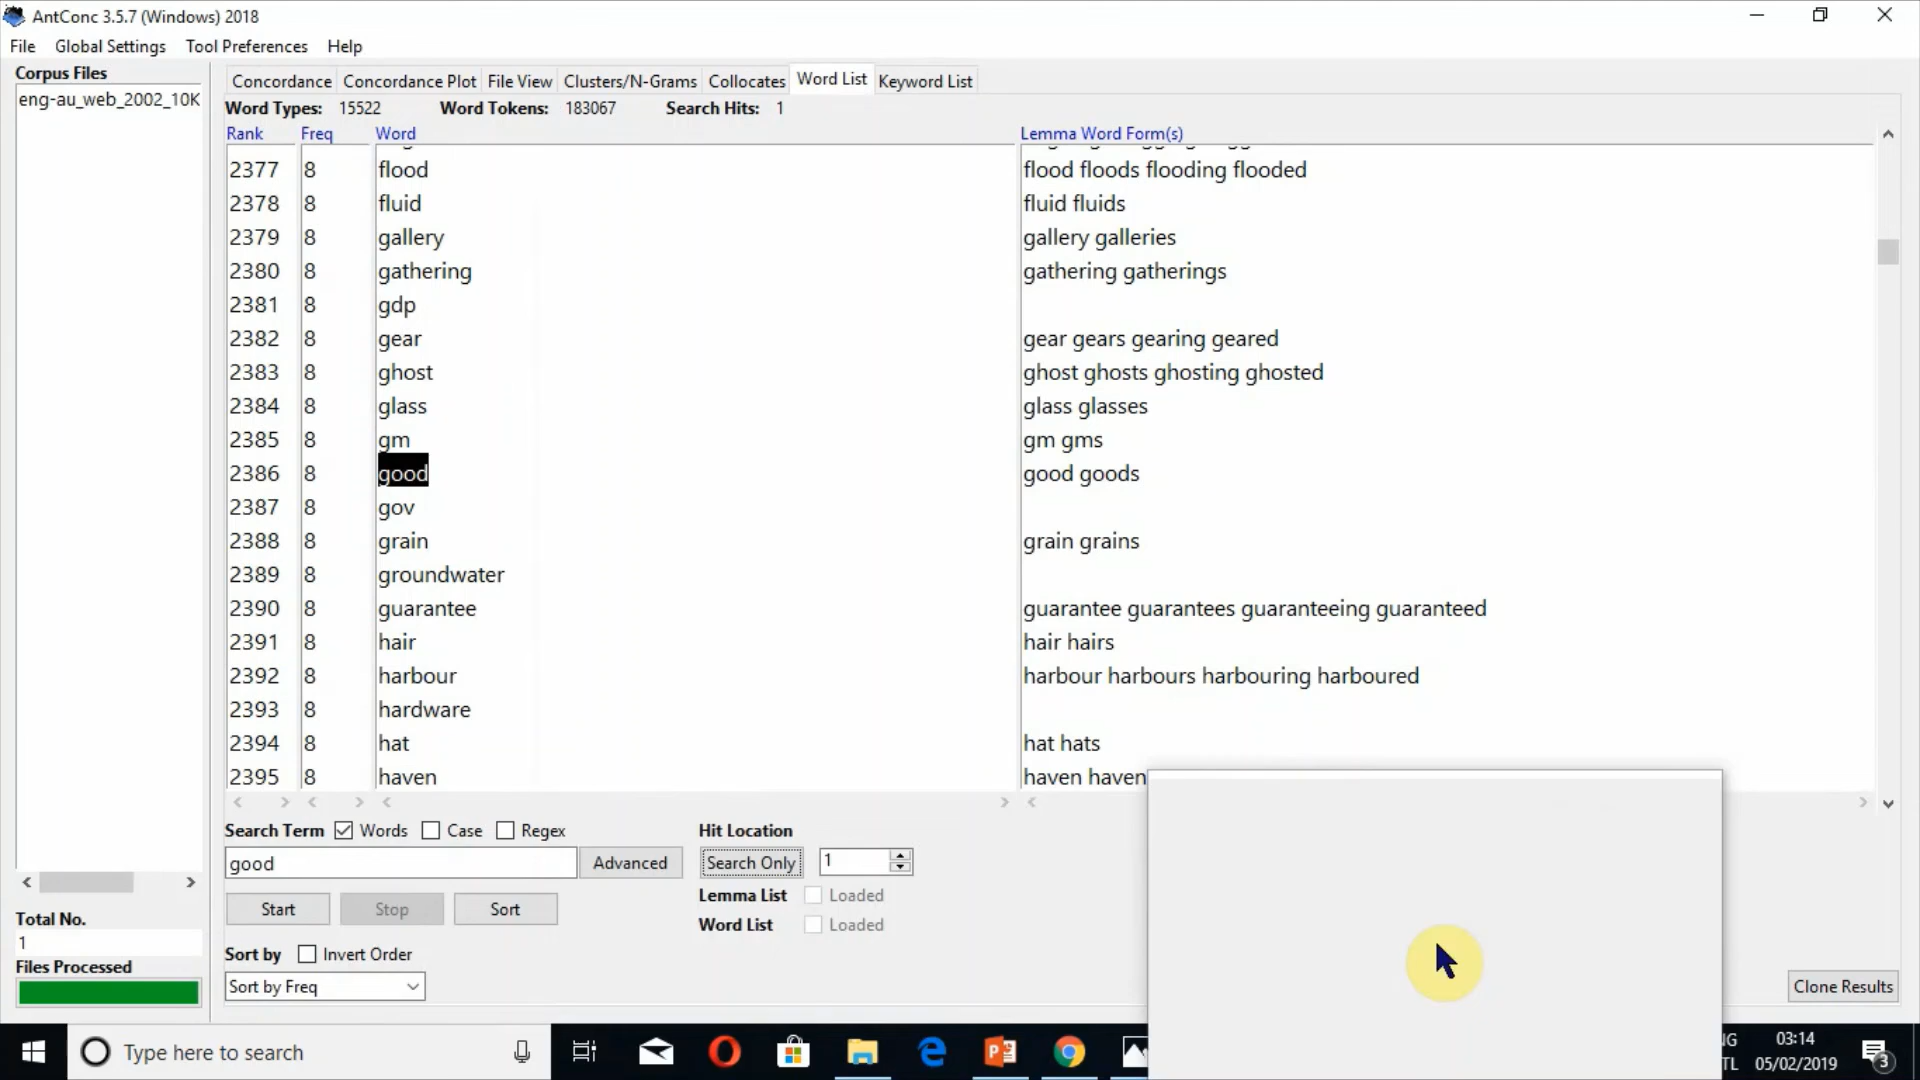 AntConc 3.5.7 (Windows) 2018
File Global Settings Tool Preferences Help
Corpus Files
eng-au_web_2002_10K
Concordance Concordance Plot File View Clusters/N-Grams Collocates Word List Keyword List
Word Types: 15522 Word Tokens: 183067 Search Hits: 1
Rank Freq Word Lemma Word Form(s)
2377 8 flood flood floods flooding flooded
2378 8 fluid fluid fluids
2379 8 gallery gallery galleries
2380 8 gathering gathering gatherings
2381 8 gdp
2382 8 gear gear gears gearing geared
2383 8 ghost ghost ghosts ghosting ghosted
2384 8 glass glass glasses
2385 8 gm gm gms
2386 8 good good goods
2387 8 gov
2388 8 grain grain grains
2389 8 groundwater
2390 8 guarantee guarantee guarantees guaranteeing guaranteed
2391 8 hair hair hairs
2392 8 harbour harbour harbours harbouring harboured
2393 8 hardware
2394 8 hat hat hats
2395 8 haven haven haven
Search Term Words Case Regex Hit Location
good Advanced Search Only 1
Lemma List Loaded
Start Stop Sort
Word List Loaded
Total No.
1
Files Processed
Sort by Invert Order
Sort by Freq
Clone Results
Type here to search
NG 03:14
TL 05/02/2019
3